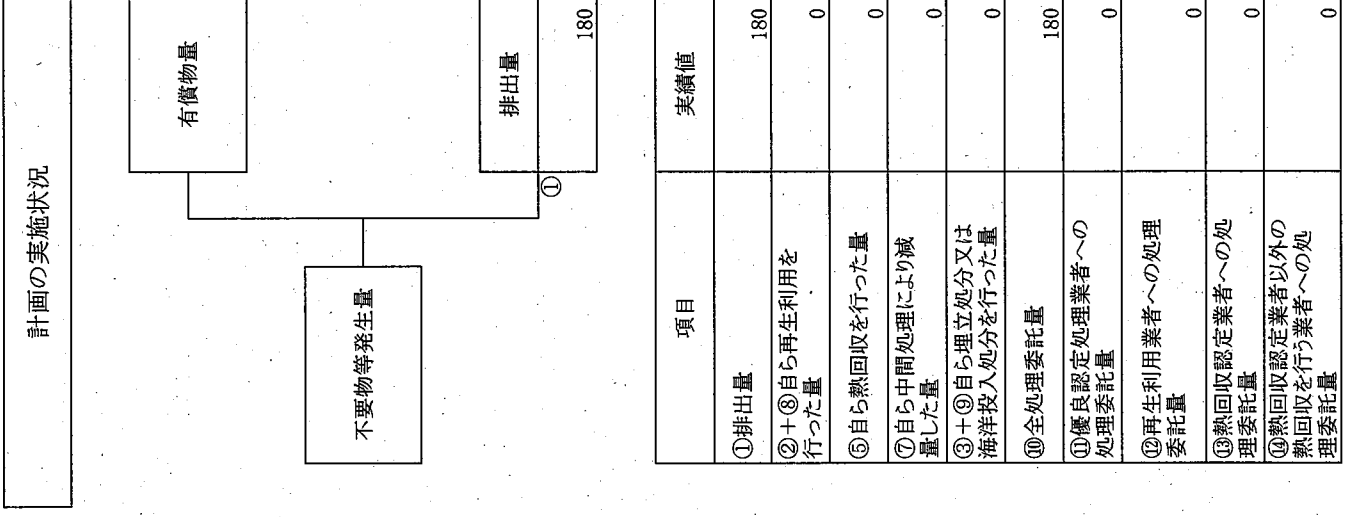 計画の実施状況
不要物等発生量
有償物量
排出量
①
180
項目
実績値
①排出量
180
②+⑧自ら再生利用を
行った量
0
⑤自ら熱回収を行った量
0
⑦自ら中間処理により減
量した量
0
③+⑨自ら埋立処分又は
海洋投入処分を行った量
0
⑩全処理委託量
180
⑪優良認定処理業者への
処理委託量
0
⑫再生利用業者への処理
委託量
0
⑬熱回収認定業者への処
理委託量
0
⑭熱回収認定業者以外の
熱回収を行う業者への処
理委託量
0